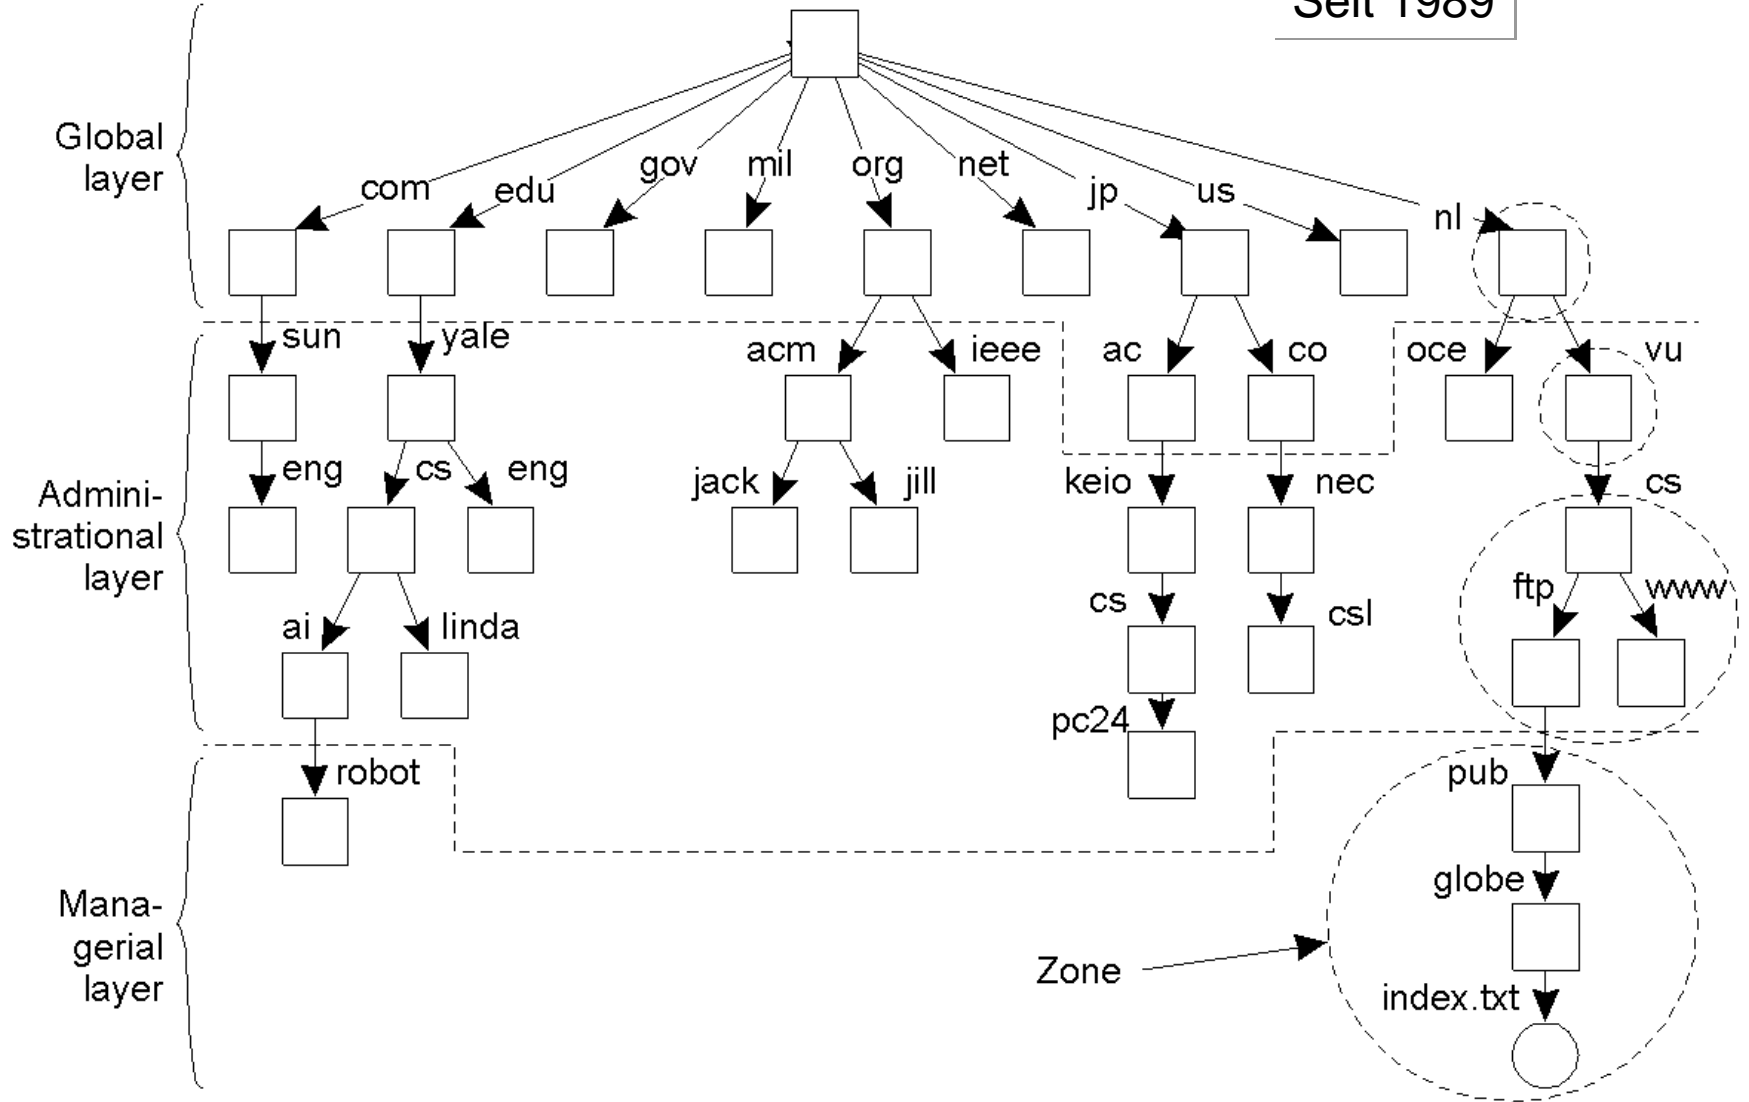 Seit 1989
Global
layer
gov
mil
org
net
com
edu
jp
us
nl
sun
yale
acm
ieee
ac
co
oce
vu
eng
cs
eng
jack
jill
keio
nec
cs
Admini-
strational
layer
ai
linda
cs
csl
ftp
www
pc24
robot
pub
globe
Mana-
gerial
layer
Zone
index.txt